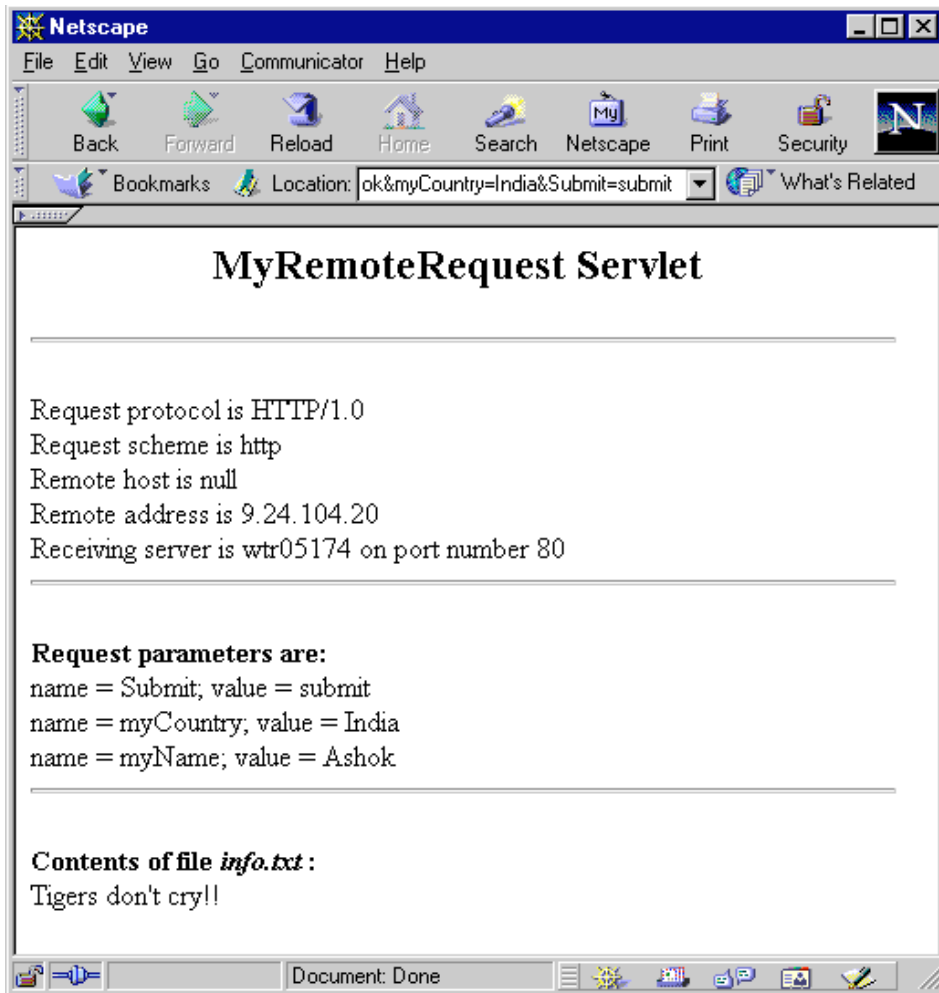 Netscape
File Edit View Go Communicator Help
Back Forward Reload Home Search My Netscape Print Security N
Bookmarks Location: ok&myCountry=India&Submit=submit What's Related
MyRemoteRequest Servlet
Request protocol is HTTP/1.0
Request scheme is http
Remote host is null
Remote address is 9.24.104.20
Receiving server is wtr05174 on port number 80
Request parameters are:
name = Submit; value = submit
name = myCountry; value = India
name = myName; value = Ashok
Contents of file info.txt :
Tigers don't cry!!
Document: Done